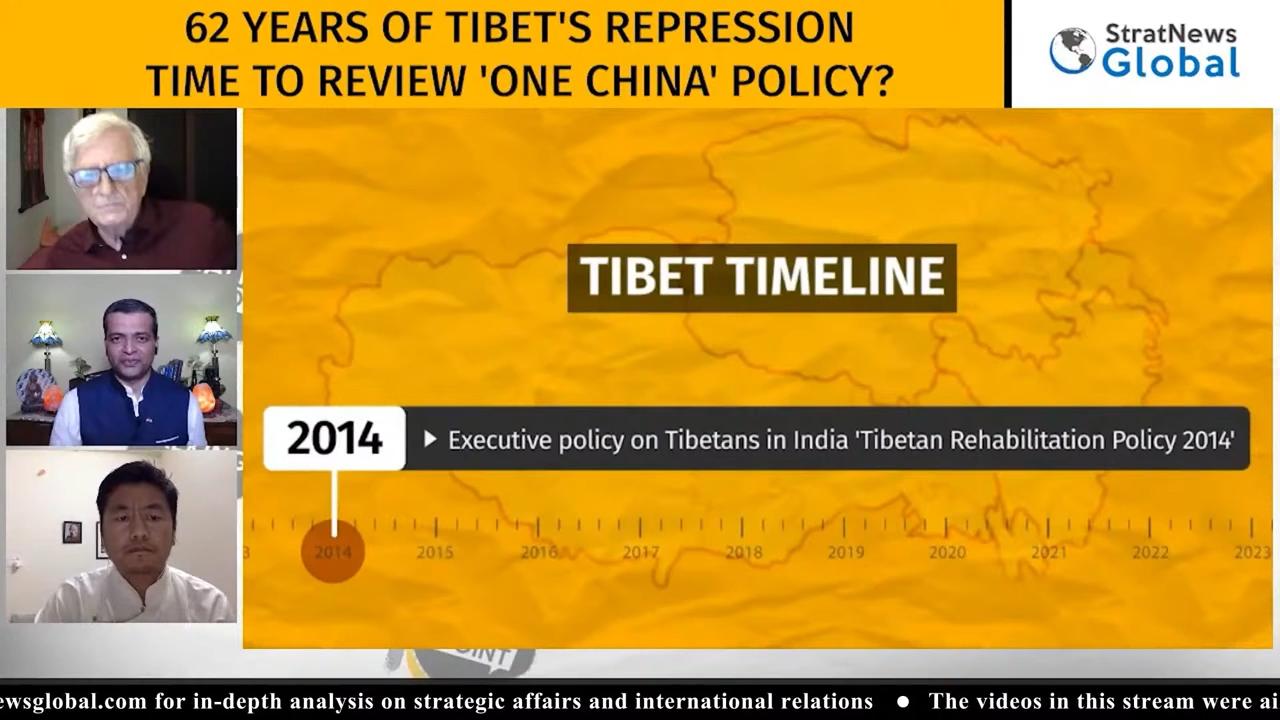 62 YEARS OF TIBET'S REPRESSION
TIME TO REVIEW 'ONE CHINA' POLICY?
StratNews
Global
TIBET TIMELINE
2014
Executive policy on Tibetans in India 'Tibetan Rehabilitation Policy 2014'
3 2014 2015 2016 2017 2018 2019 2020 2021 2022 2023
ewsglobal.com for in-depth analysis on strategic affairs and international relations ● The videos in this stream were ai